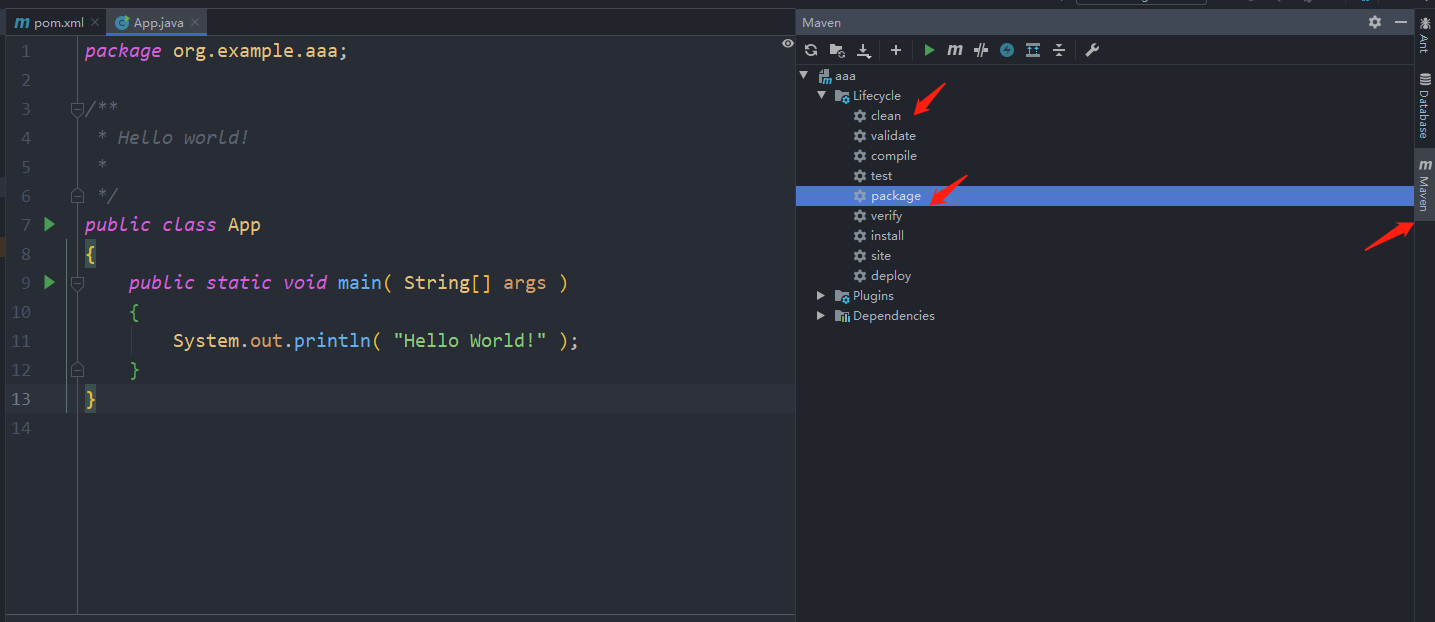 pom.xml
App.java
Maven
1 package org.example.aaa;
2
3 /**
4 * Hello world!
5 *
6 */
7 public class App
8 {
9 public static void main( String[] args )
10 {
11 System.out.println( "Hello World!" );
12 }
13 }
14
aaa
Lifecycle
clean
validate
compile
test
package
verify
install
site
deploy
Plugins
Dependencies
Ant
Database
Maven